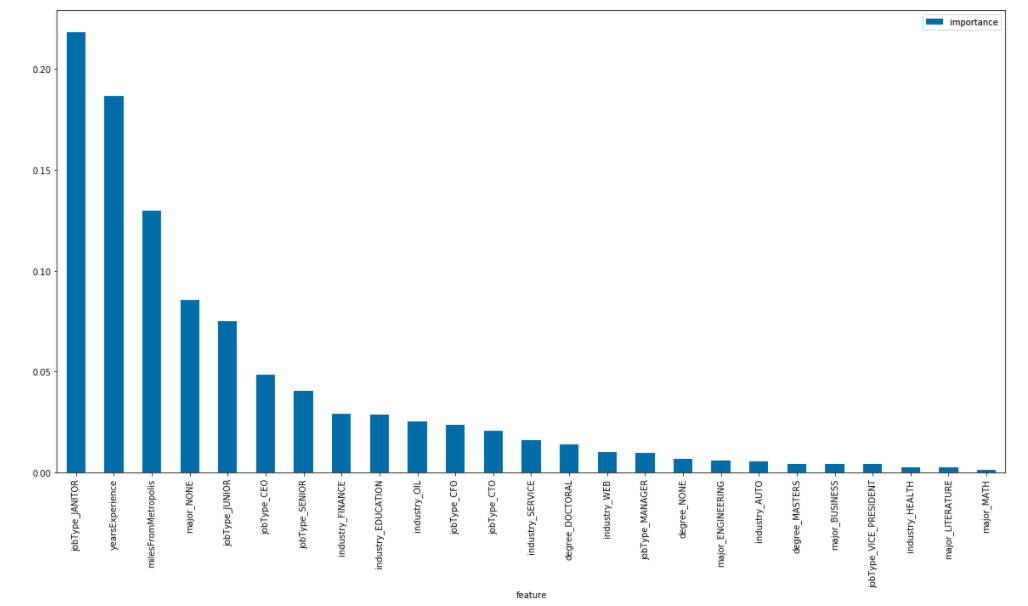 importance
0.20
0.15
0.10
0.05
0.00
jobType_JANITOR
yearsExperience
milesFromMetropolis
major_NONE
jobType_JUNIOR
jobType_CEO
jobType_SENIOR
industry_FINANCE
industry_EDUCATION
industry_OIL
jobType_CFO
jobType_CTO
industry_SERVICE
degree_DOCTORAL
industry_WEB
jobType_MANAGER
degree_NONE
major_ENGINEERING
industry_AUTO
degree_MASTERS
major_BUSINESS
jobType_VICE_PRESIDENT
industry_HEALTH
major_LITERATURE
major_MATH
feature